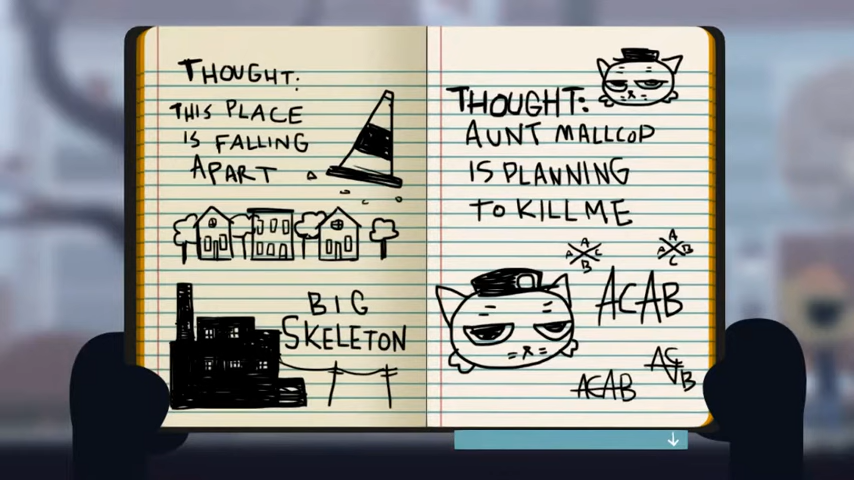 THOUGHT:
THIS PLACE
IS FALLING
APART
BIG
SKELETON
THOUGHT:
AUNT MALLCOP
IS PLANNING
TO KILL ME
A
A C
B
A
A B
C
ACAB
ACAB
ACAB